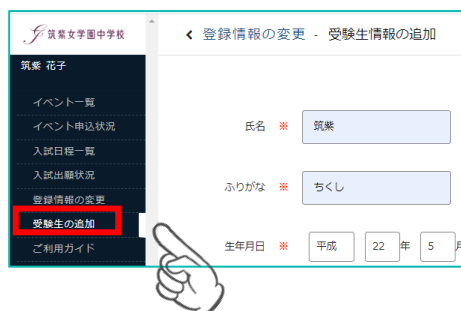 筑紫女学園中学校
筑紫 花子
イベント一覧
イベント申込状況
入試日程一覧
入試出願状況
登録情報の変更
受験生の追加
ご利用ガイド
< 登録情報の変更 - 受験生情報の追加
氏名 ※ 筑紫
ふりがな ※ ちくし
生年月日 ※ 平成 22 年 5 月